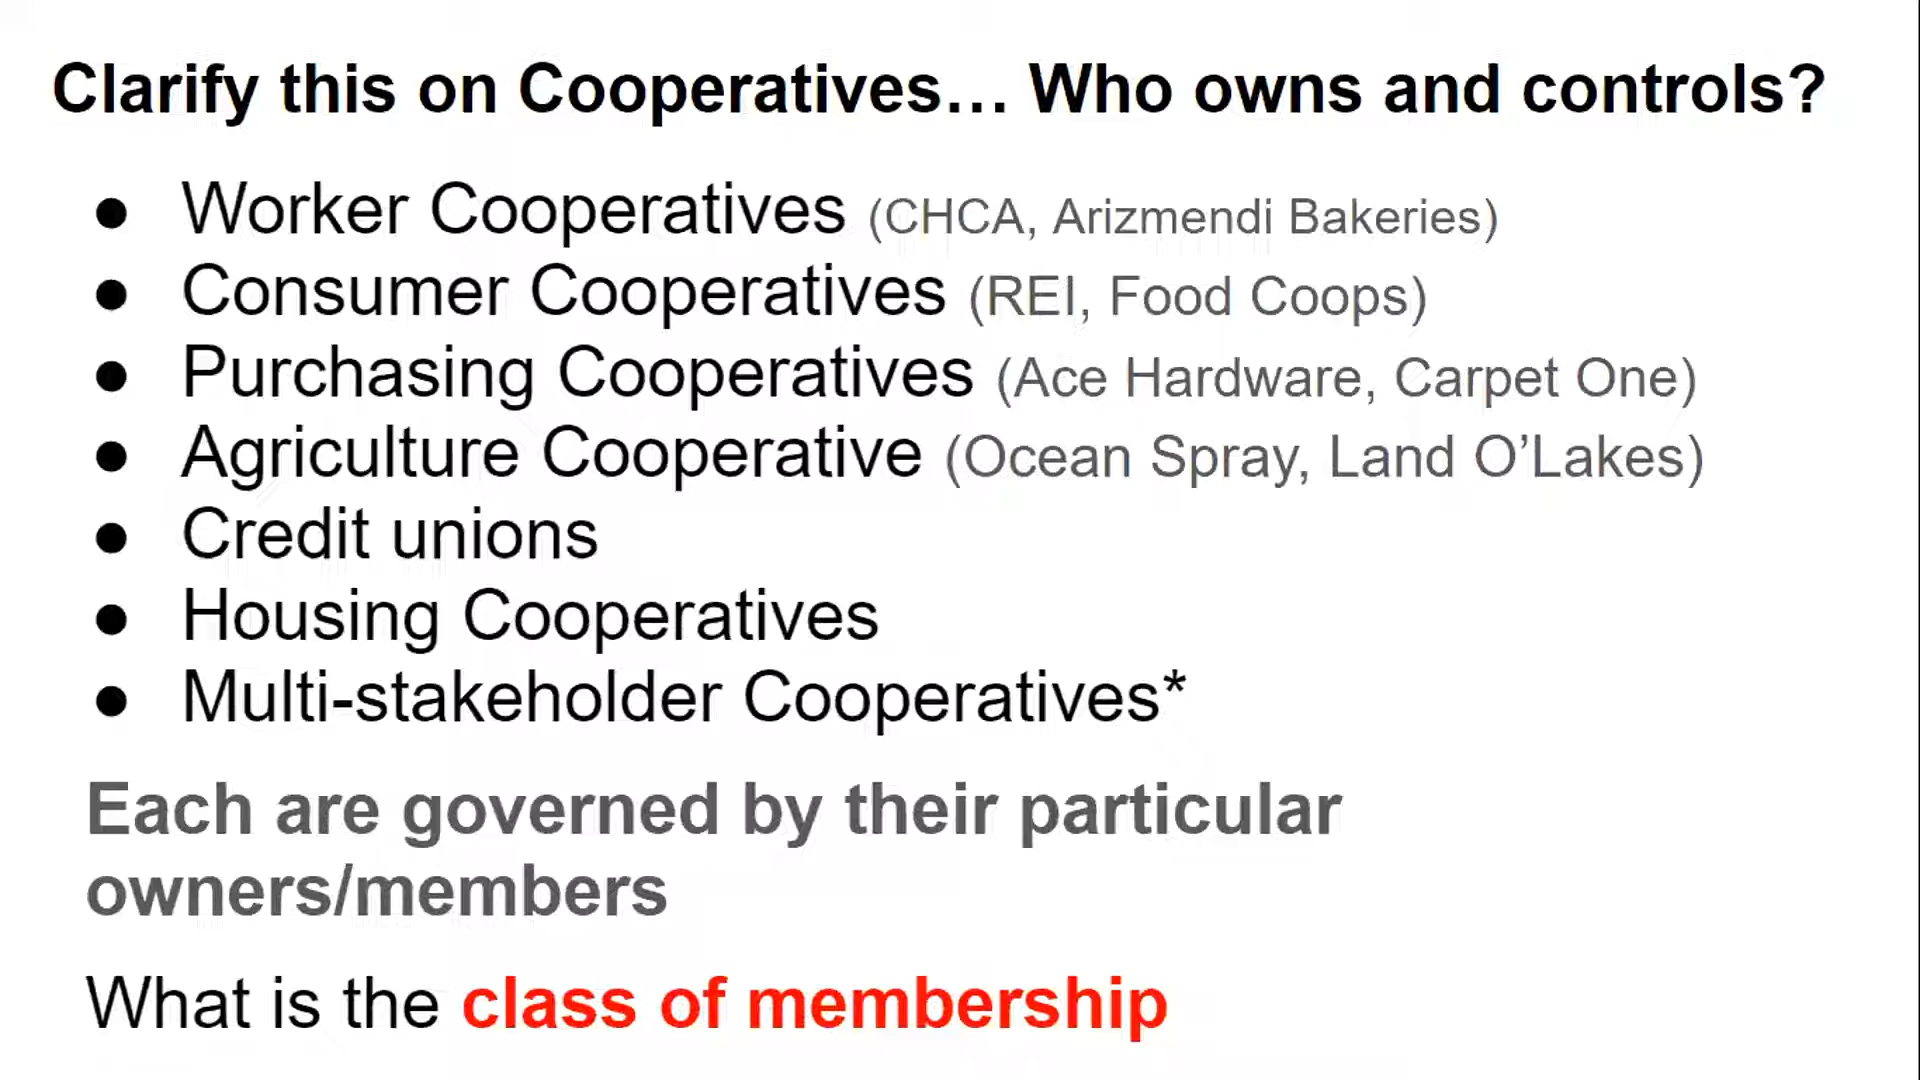 Clarify this on Cooperatives… Who owns and controls?
● Worker Cooperatives (CHCA, Arizmendi Bakeries)
● Consumer Cooperatives (REI, Food Coops)
● Purchasing Cooperatives (Ace Hardware, Carpet One)
● Agriculture Cooperative (Ocean Spray, Land O’Lakes)
● Credit unions
● Housing Cooperatives
● Multi-stakeholder Cooperatives*
Each are governed by their particular
owners/members
What is the class of membership